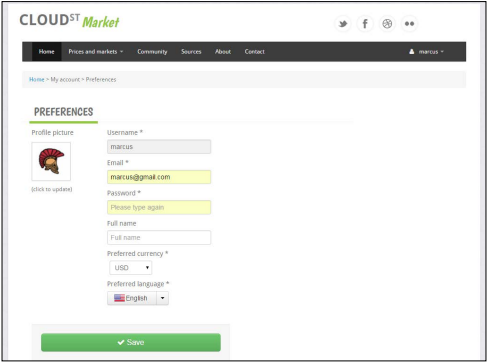 CLOUDST Market
Home Prices and markets Community Sources About Contact marcus
Home > My account > Preferences
PREFERENCES
Profile picture
(click to update)
Username *
marcus
Email *
marcus@gmail.com
Password *
Please type again
Full name
Full name
Preferred currency *
USD
Preferred language *
English
Save